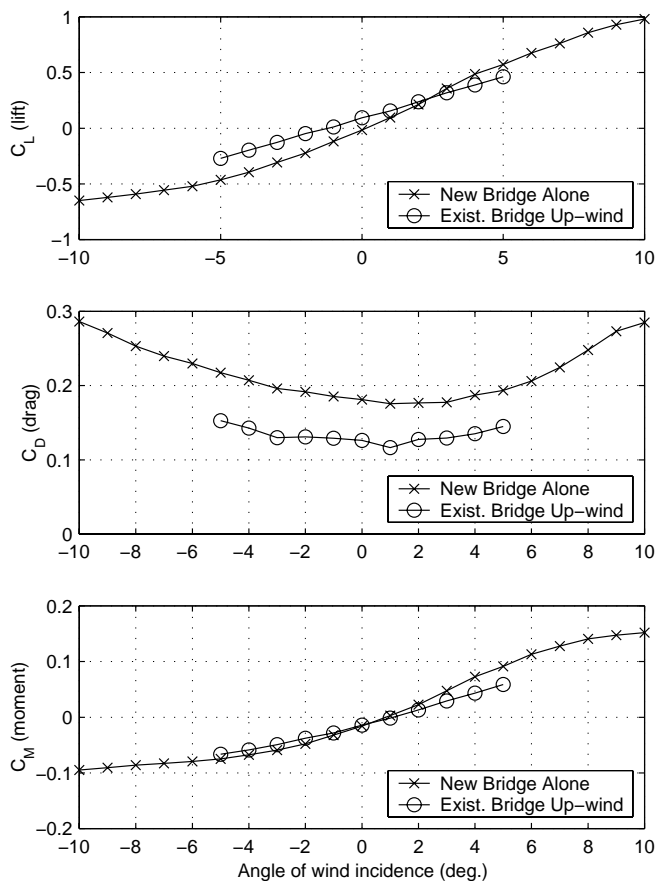 1
0.5
0
−0.5
−1
C_L (lift)
New Bridge Alone
Exist. Bridge Up−wind
−10 −5 0 5 10
0.3
0.2
0.1
0
C_D (drag)
New Bridge Alone
Exist. Bridge Up−wind
−10 −8 −6 −4 −2 0 2 4 6 8 10
0.2
0.1
0
−0.1
−0.2
C_M (moment)
New Bridge Alone
Exist. Bridge Up−wind
−10 −8 −6 −4 −2 0 2 4 6 8 10
Angle of wind incidence (deg.)